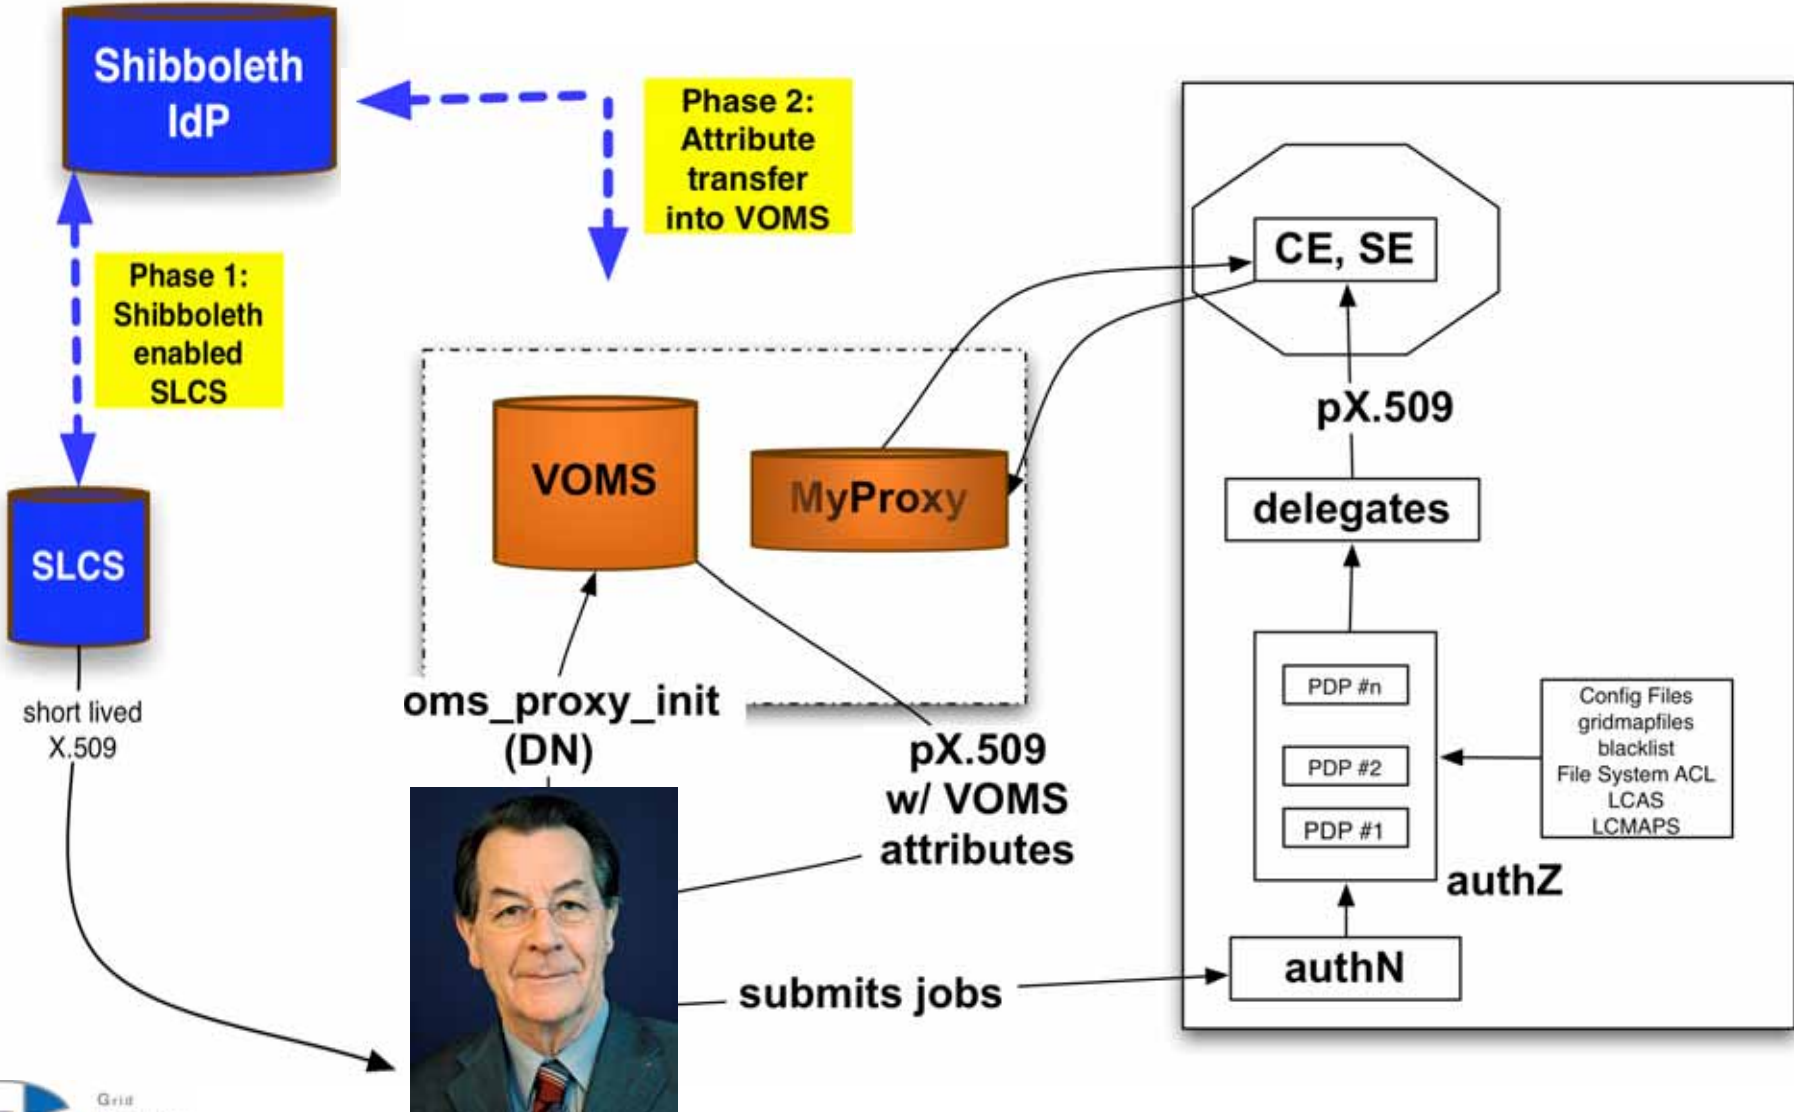 Shibboleth
IdP
Phase 2:
Attribute
transfer
into VOMS
Phase 1:
Shibboleth
enabled
SLCS
SLCS
short lived
X.509
VOMS
MyProxy
oms_proxy_init
(DN)
pX.509
w/ VOMS
attributes
submits jobs
CE, SE
pX.509
delegates
PDP #n
PDP #2
PDP #1
Config Files
gridmapfiles
blacklist
File System ACL
LCAS
LCMAPS
authZ
authN
Grid